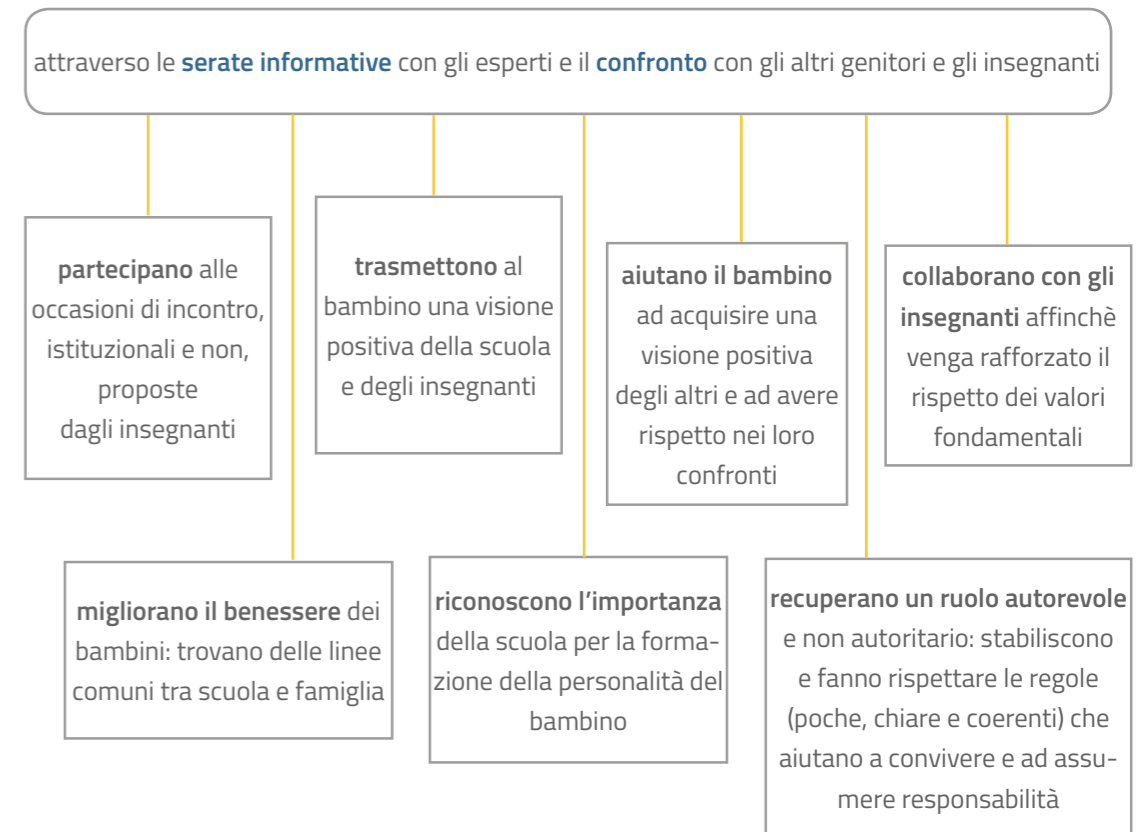 attraverso le serate informative con gli esperti e il confronto con gli altri genitori e gli insegnanti
partecipano alle
occasioni di incontro,
istituzionali e non,
proposte
dagli insegnanti
trasmettono al
bambino una visione
positiva della scuola
e degli insegnanti
aiutano il bambino
ad acquisire una
visione positiva
degli altri e ad avere
rispetto nei loro
confronti
collaborano con gli
insegnanti affinchè
venga rafforzato il
rispetto dei valori
fondamentali
migliorano il benessere dei
bambini: trovano delle linee
comuni tra scuola e famiglia
riconoscono l'importanza
della scuola per la forma-
zione della personalità del
bambino
recuperano un ruolo autorevole
e non autoritario: stabiliscono
e fanno rispettare le regole
(poche, chiare e coerenti) che
aiutano a convivere e ad assu-
mere responsabilità